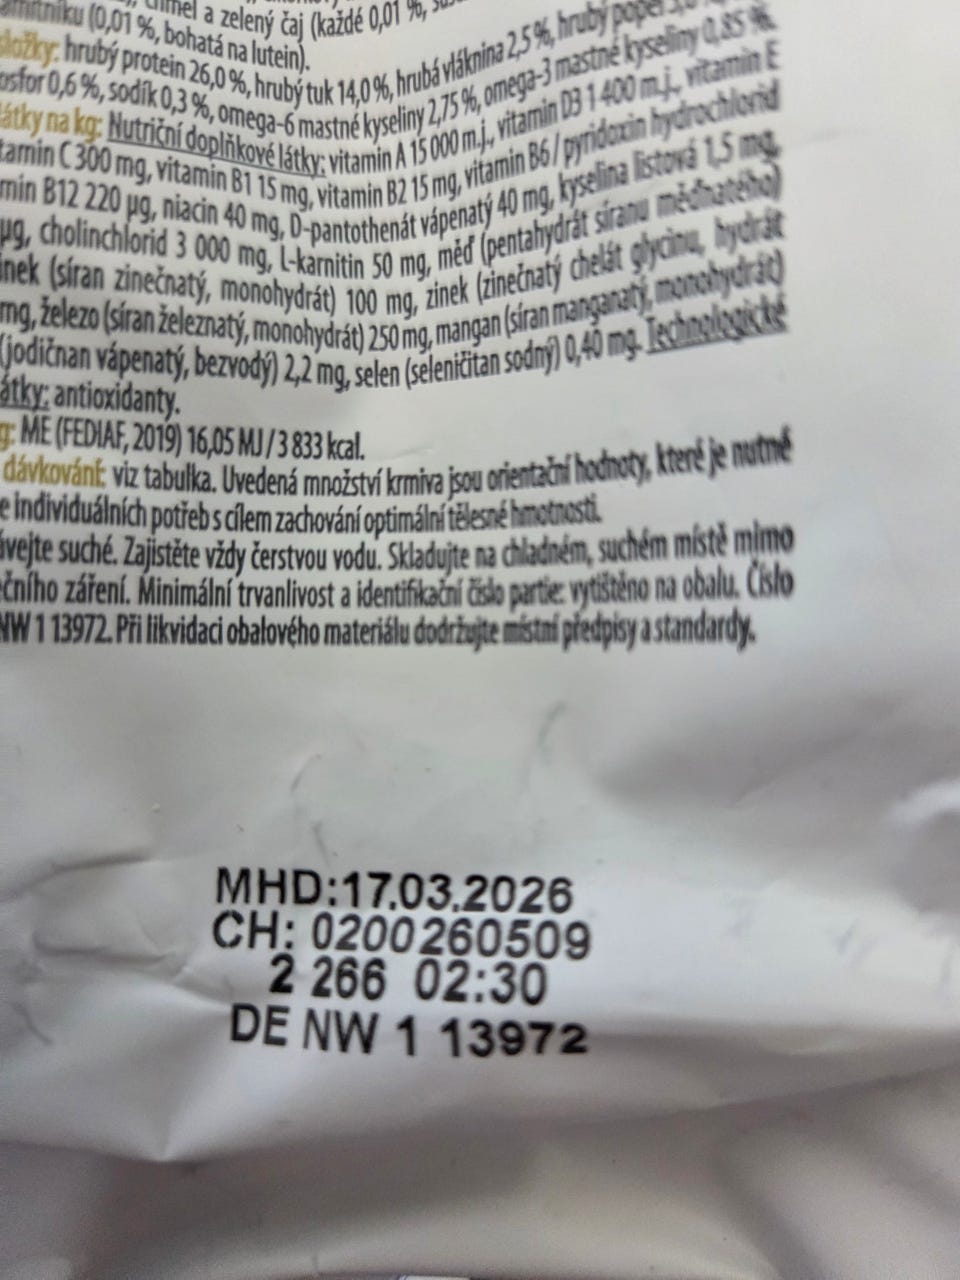 chmel a zelený čaj (každé 0,01 %,
(0,01 %, bohatá na lutein).
složky: hrubý protein 26,0 %, hrubý tuk 14,0 %, hrubá vláknina 2,5 %, hrubý popel
osfor 0,6 %, sodík 0,3 %, omega-6 mastné kyseliny 2,75 %, omega-3 mastné kyseliny 0,85 %.
látky na kg: Nutriční doplňkové látky: vitamin A 15 000 m.j., vitamin D3 1 400 m.j., vitamin E
tamin C 300 mg, vitamin B1 15 mg, vitamin B2 15 mg, vitamin B6 / pyridoxin hydrochlorid
min B12 220 µg, niacin 40 mg, D-pantothenát vápenatý 40 mg, kyselina listová 1,5 mg,
µg, cholinchlorid 3 000 mg, L-karnitin 50 mg, měď (pentahydrát síranu měďnatého)
inek (síran zinečnatý, monohydrát) 100 mg, zinek (zinečnatý chelát glycinu, hydrát
mg, železo (síran železnatý, monohydrát) 250 mg, mangan (síran manganatý, monohydrát)
(jodičnan vápenatý, bezvodý) 2,2 mg, selen (seleničitan sodný) 0,40 mg. Technologické
átky: antioxidanty.
g: ME (FEDIAF, 2019) 16,05 MJ / 3 833 kcal.
dávkování: viz tabulka. Uvedená množství krmiva jsou orientační hodnoty, které je nutné
e individuálních potřeb s cílem zachování optimální tělesné hmotnosti.
ávejte suché. Zajistěte vždy čerstvou vodu. Skladujte na chladném, suchém místě mimo
ečního záření. Minimální trvanlivost a identifikační číslo partie: vytištěno na obalu. Číslo
NW 1 13972. Při likvidaci obalového materiálu dodržujte místní předpisy a standardy.
MHD:17.03.2026
CH: 0200260509
2 266 02:30
DE NW 1 13972